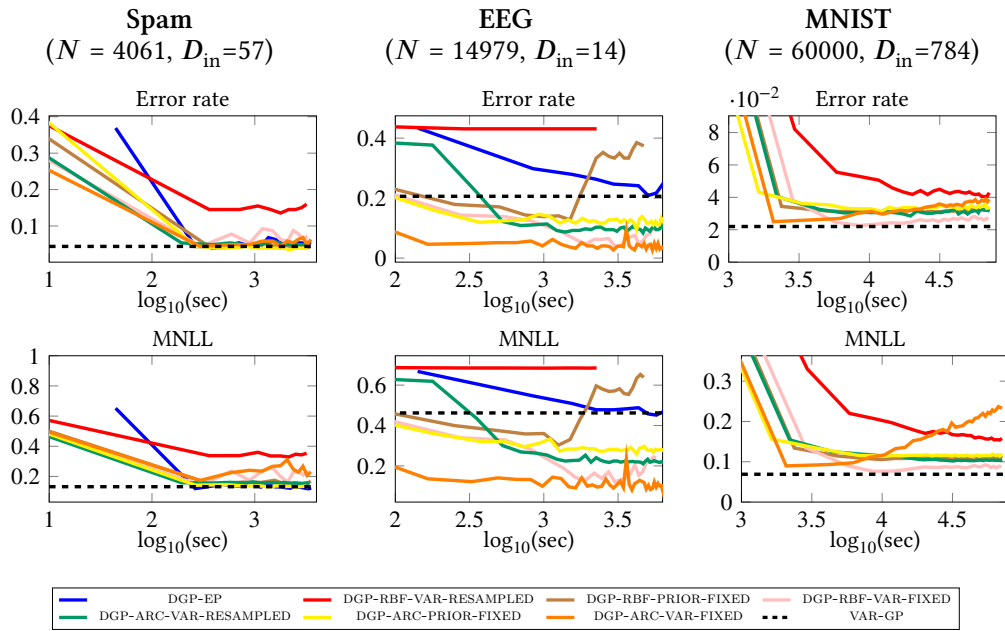 Spam
(N = 4061, D_in=57)
EEG
(N = 14979, D_in=14)
MNIST
(N = 60000, D_in=784)
Error rate
0.4
0.3
0.2
0.1
1
2
3
log10(sec)
Error rate
0.4
0.2
0
2
2.5
3
3.5
log10(sec)
·10^−2
Error rate
8
6
4
2
0
3
3.5
4
4.5
log10(sec)
MNLL
1
0.8
0.6
0.4
0.2
1
2
3
log10(sec)
MNLL
0.6
0.4
0.2
2
2.5
3
3.5
log10(sec)
MNLL
0.3
0.2
0.1
0
3
3.5
4
4.5
log10(sec)
DGP-EP DGP-RBF-VAR-RESAMPLED DGP-RBF-PRIOR-FIXED DGP-RBF-VAR-FIXED
DGP-ARC-VAR-RESAMPLED DGP-ARC-PRIOR-FIXED DGP-ARC-VAR-FIXED VAR-GP